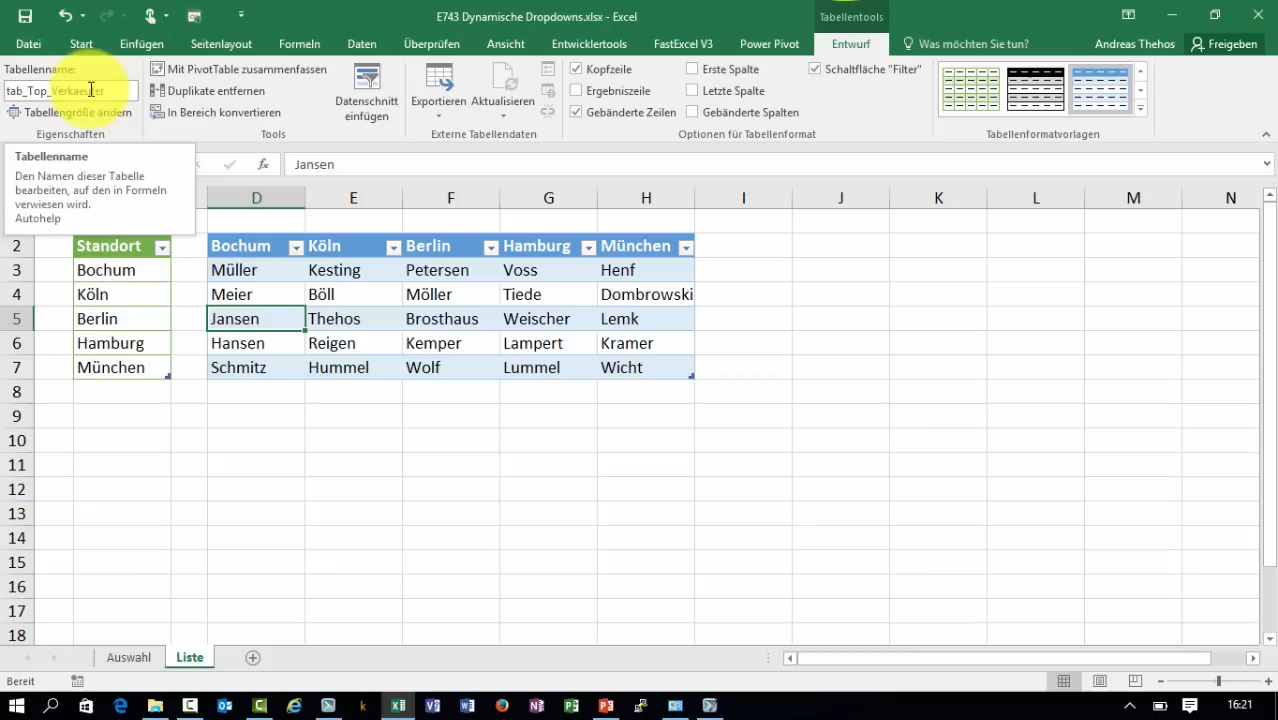 E743 Dynamische Dropdowns.xlsx - Excel
Tabellentools
Datei Start Einfügen Seitenlayout Formeln Daten Überprüfen Ansicht Entwicklertools FastExcel V3 Power Pivot Entwurf Was möchten Sie tun? Andreas Thehos Freigeben
Tabellenname:
tab_Top_Verkaeufer
Tabellengröße ändern
Eigenschaften
Mit PivotTable zusammenfassen
Duplikate entfernen
In Bereich konvertieren
Tools
Datenschnitt
einfügen
Exportieren Aktualisieren
Externe Tabellendaten
Kopfzeile Erste Spalte Schaltfläche "Filter"
Ergebniszeile Letzte Spalte
Gebänderte Zeilen Gebänderte Spalten
Optionen für Tabellenformat
Tabellenformatvorlagen
Tabellenname
Den Namen dieser Tabelle
bearbeiten, auf den in Formeln
verwiesen wird.
Autohelp
fx Jansen
D E F G H I J K L M N
2 Standort Bochum Köln Berlin Hamburg München
3 Bochum Müller Kesting Petersen Voss Henf
4 Köln Meier Böll Möller Tiede Dombrowski
5 Berlin Jansen Thehos Brosthaus Weischer Lemk
6 Hamburg Hansen Reigen Kemper Lampert Kramer
7 München Schmitz Hummel Wolf Lummel Wicht
8
9
10
11
12
13
14
15
16
17
18
Auswahl Liste
Bereit
16:21